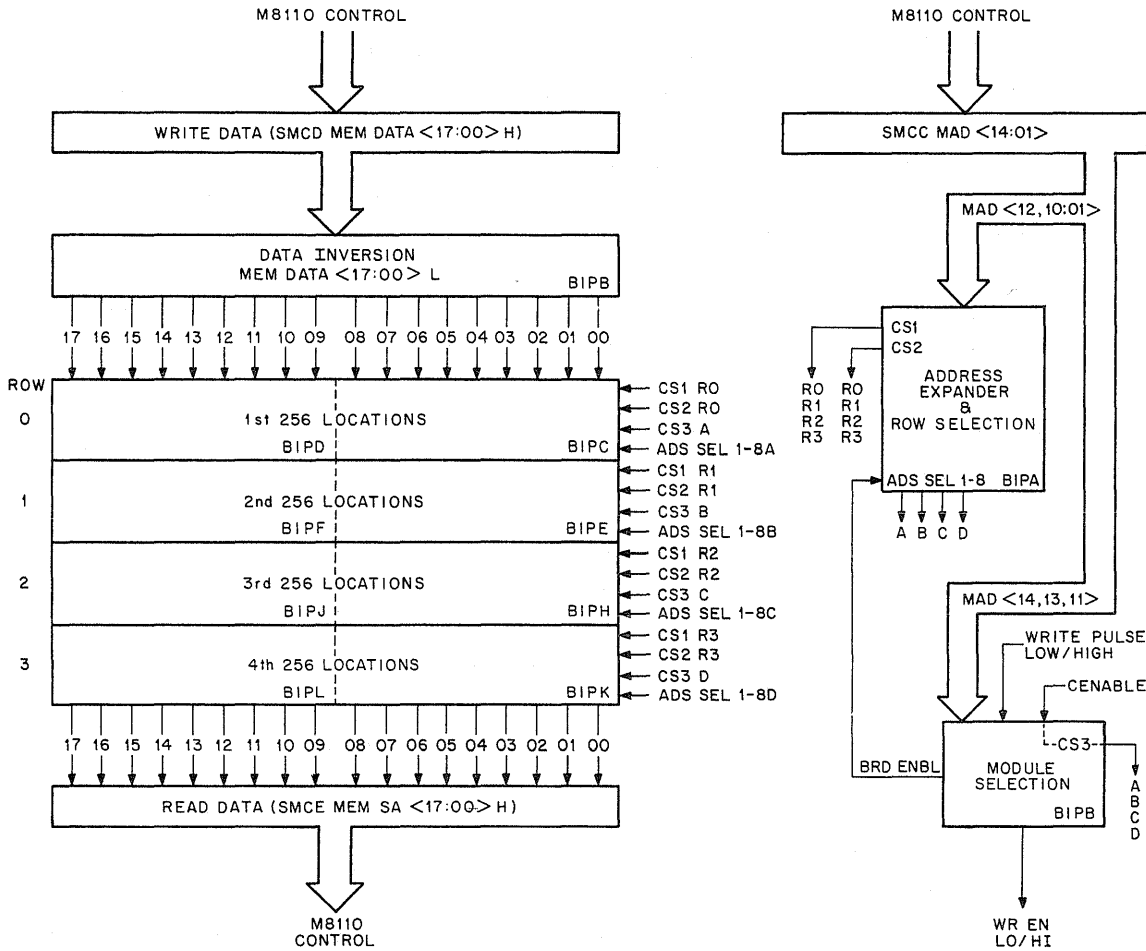 M8110 CONTROL
WRITE DATA (SMCD MEM DATA <17:00> H)
DATA INVERSION
MEM DATA <17:00> L
BIPB
17 16 15 14 13 12 11 10 09 08 07 06 05 04 03 02 01 00
ROW
0
1st 256 LOCATIONS
BIPD
BIPC
CS1 R0
CS2 R0
CS3 A
ADS SEL 1-8A
1
2nd 256 LOCATIONS
BIPF
BIPE
CS1 R1
CS2 R1
CS3 B
ADS SEL 1-8B
2
3rd 256 LOCATIONS
BIPJ
BIPH
CS1 R2
CS2 R2
CS3 C
ADS SEL 1-8C
3
4th 256 LOCATIONS
BIPL
BIPK
CS1 R3
CS2 R3
CS3 D
ADS SEL 1-8D
17 16 15 14 13 12 11 10 09 08 07 06 05 04 03 02 01 00
READ DATA (SMCE MEM SA <17:00> H)
M8110
CONTROL
M8110 CONTROL
SMCC MAD <14:01>
MAD <12,10:01>
CS1
CS2
R0 R0
R1 R1
R2 R2
R3 R3
ADDRESS
EXPANDER
&
ROW SELECTION
ADS SEL 1-8 BIPA
A B C D
MAD <14,13,11>
WRITE PULSE
LOW/HIGH
CENABLE
CS3
BRD ENBL
MODULE
SELECTION
BIPB
A
B
C
D
WR EN
LO/HI